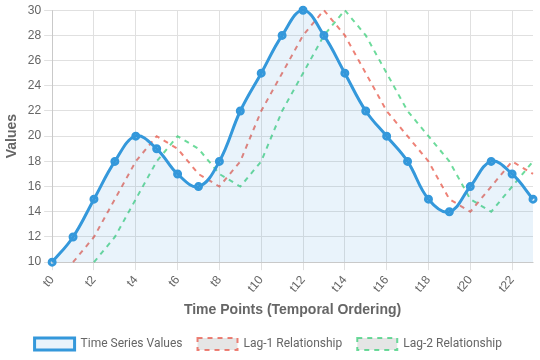 30
28
26
24
22
20
18
16
14
12
10
Values
t0 t2 t4 t6 t8 t10 t12 t14 t16 t18 t20 t22
Time Points (Temporal Ordering)
Time Series Values Lag-1 Relationship Lag-2 Relationship